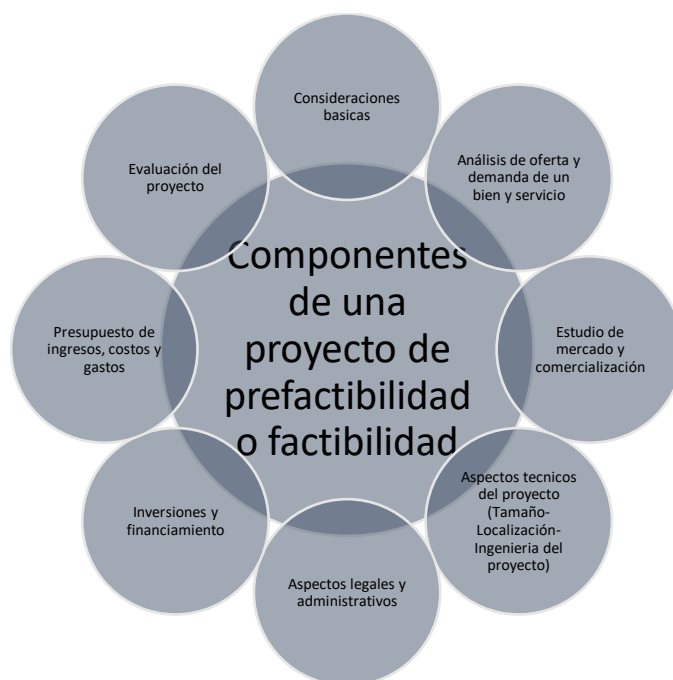 Consideraciones
basicas
Análisis de oferta y
demanda de un
bien y servicio
Estudio de
mercado y
comercialización
Aspectos tecnicos
del proyecto
(Tamaño-
Localización-
Ingenieria del
proyecto)
Aspectos legales y
administrativos
Inversiones y
financiamiento
Presupuesto de
ingresos, costos y
gastos
Evaluación del
proyecto
Componentes
de una
proyecto de
prefactibilidad
o factibilidad